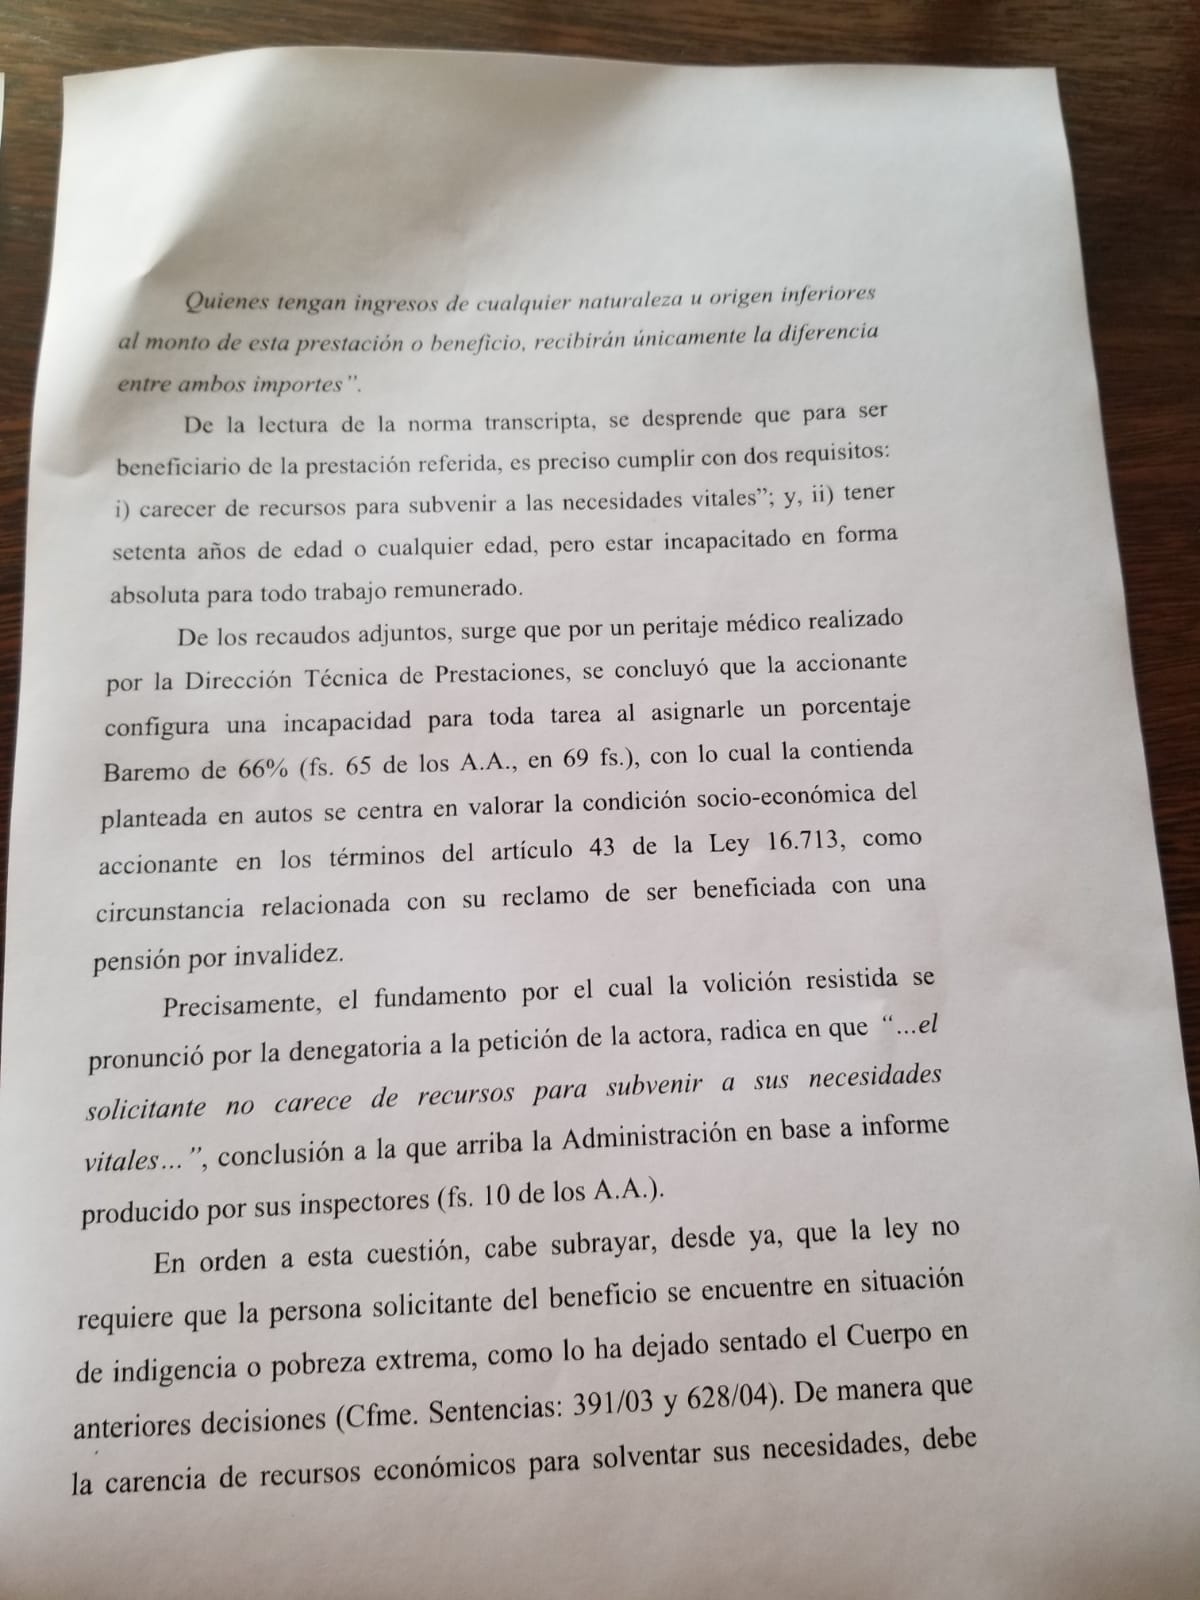 Quienes tengan ingresos de cualquier naturaleza u origen inferiores
al monto de esta prestación o beneficio, recibirán únicamente la diferencia
entre ambos importes”.
De la lectura de la norma transcripta, se desprende que para ser
beneficiario de la prestación referida, es preciso cumplir con dos requisitos:
i) carecer de recursos para subvenir a las necesidades vitales”; y, ii) tener
setenta años de edad o cualquier edad, pero estar incapacitado en forma
absoluta para todo trabajo remunerado.
De los recaudos adjuntos, surge que por un peritaje médico realizado
por la Dirección Técnica de Prestaciones, se concluyó que la accionante
configura una incapacidad para toda tarea al asignarle un porcentaje
Baremo de 66% (fs. 65 de los A.A., en 69 fs.), con lo cual la contienda
planteada en autos se centra en valorar la condición socio-económica del
accionante en los términos del artículo 43 de la Ley 16.713, como
circunstancia relacionada con su reclamo de ser beneficiada con una
pensión por invalidez.
Precisamente, el fundamento por el cual la volición resistida se
pronunció por la denegatoria a la petición de la actora, radica en que “...el
solicitante no carece de recursos para subvenir a sus necesidades
vitales...”, conclusión a la que arriba la Administración en base a informe
producido por sus inspectores (fs. 10 de los A.A.).
En orden a esta cuestión, cabe subrayar, desde ya, que la ley no
requiere que la persona solicitante del beneficio se encuentre en situación
de indigencia o pobreza extrema, como lo ha dejado sentado el Cuerpo en
anteriores decisiones (Cfme. Sentencias: 391/03 y 628/04). De manera que
la carencia de recursos económicos para solventar sus necesidades, debe